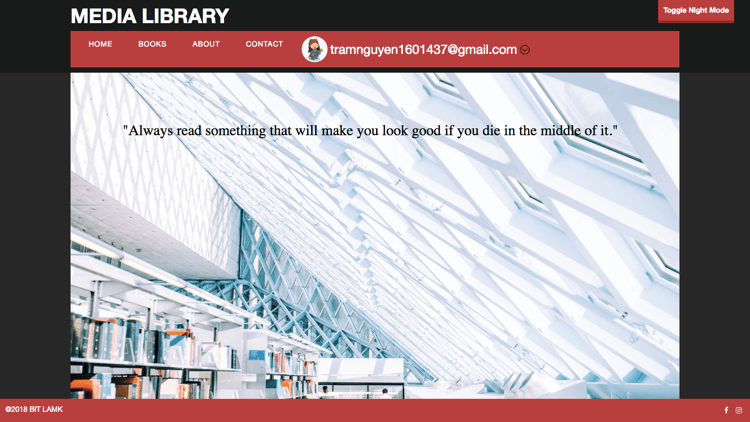 MEDIA LIBRARY
Toggle Night Mode
HOME BOOKS ABOUT CONTACT tramnguyen1601437@gmail.com
"Always read something that will make you look good if you die in the middle of it."
@2018 BIT LAMK